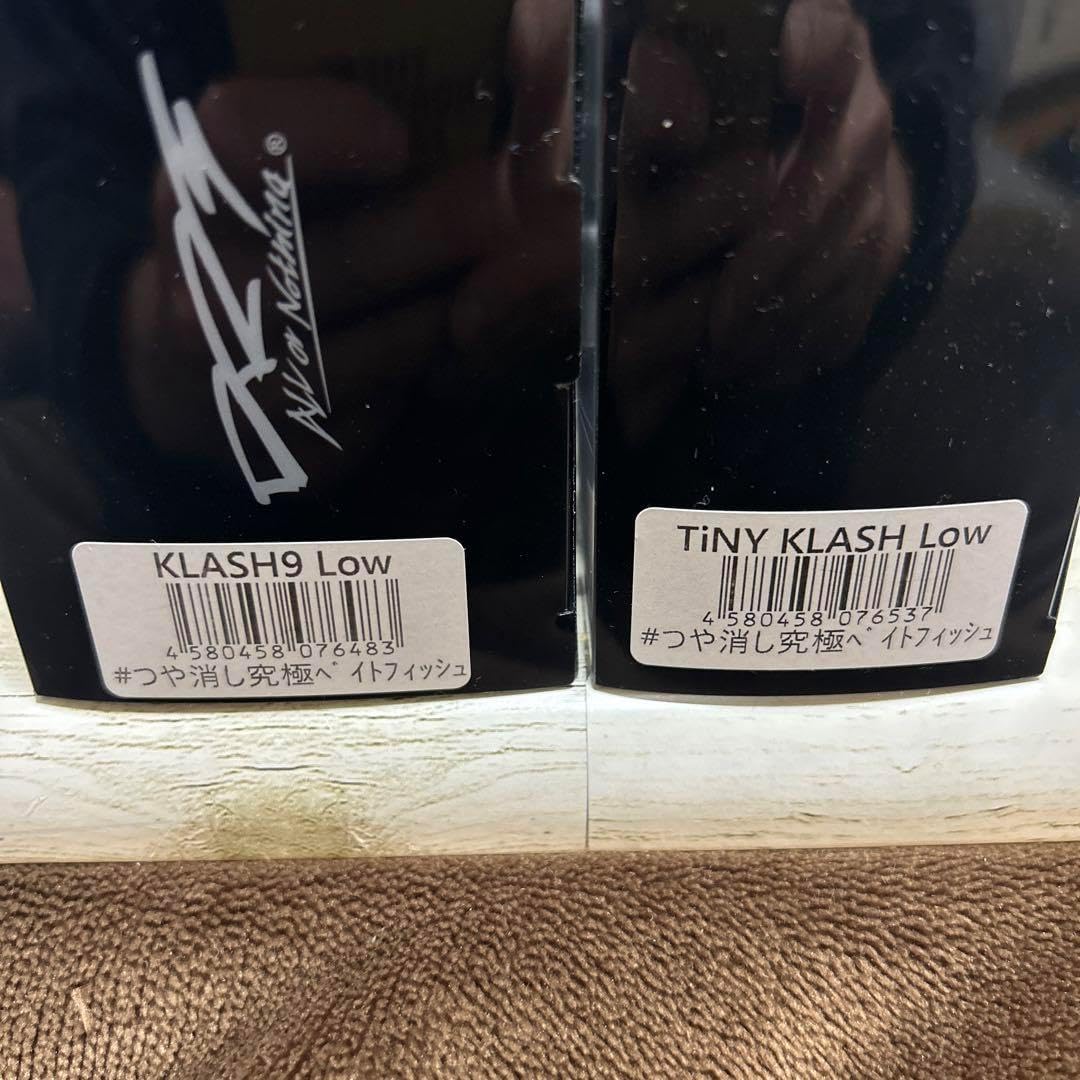 All or Nothing®
KLASH9 Low
4 580458 076483
#つや消し究極ベイトフィッシュ
TiNY KLASH Low
4 580458 076537
#つや消し究極ベイトフィッシュ